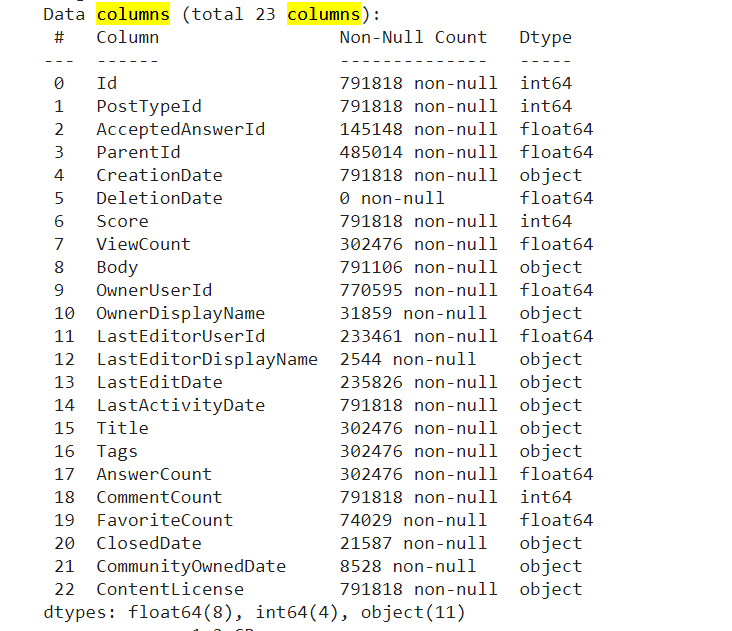 Data columns (total 23 columns):
 #   Column                 Non-Null Count   Dtype
---  ------                 --------------   -----
 0   Id                     791818 non-null  int64
 1   PostTypeId             791818 non-null  int64
 2   AcceptedAnswerId       145148 non-null  float64
 3   ParentId               485014 non-null  float64
 4   CreationDate           791818 non-null  object
 5   DeletionDate           0 non-null       float64
 6   Score                  791818 non-null  int64
 7   ViewCount              302476 non-null  float64
 8   Body                   791106 non-null  object
 9   OwnerUserId            770595 non-null  float64
 10  OwnerDisplayName       31859 non-null   object
 11  LastEditorUserId       233461 non-null  float64
 12  LastEditorDisplayName  2544 non-null    object
 13  LastEditDate           235826 non-null  object
 14  LastActivityDate       791818 non-null  object
 15  Title                  302476 non-null  object
 16  Tags                   302476 non-null  object
 17  AnswerCount            302476 non-null  float64
 18  CommentCount           791818 non-null  int64
 19  FavoriteCount          74029 non-null   float64
 20  ClosedDate             21587 non-null   object
 21  CommunityOwnedDate     8528 non-null    object
 22  ContentLicense         791818 non-null  object
dtypes: float64(8), int64(4), object(11)